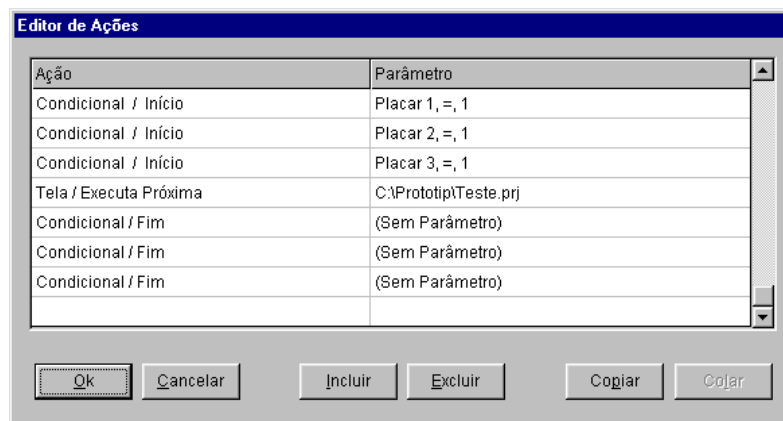 Editor de Ações
Ação Parâmetro
Condicional / Início Placar 1, =, 1
Condicional / Início Placar 2, =, 1
Condicional / Início Placar 3, =, 1
Tela / Executa Próxima C:\Prototip\Teste.prj
Condicional / Fim (Sem Parâmetro)
Condicional / Fim (Sem Parâmetro)
Condicional / Fim (Sem Parâmetro)
Ok Cancelar Incluir Excluir Copiar Colar